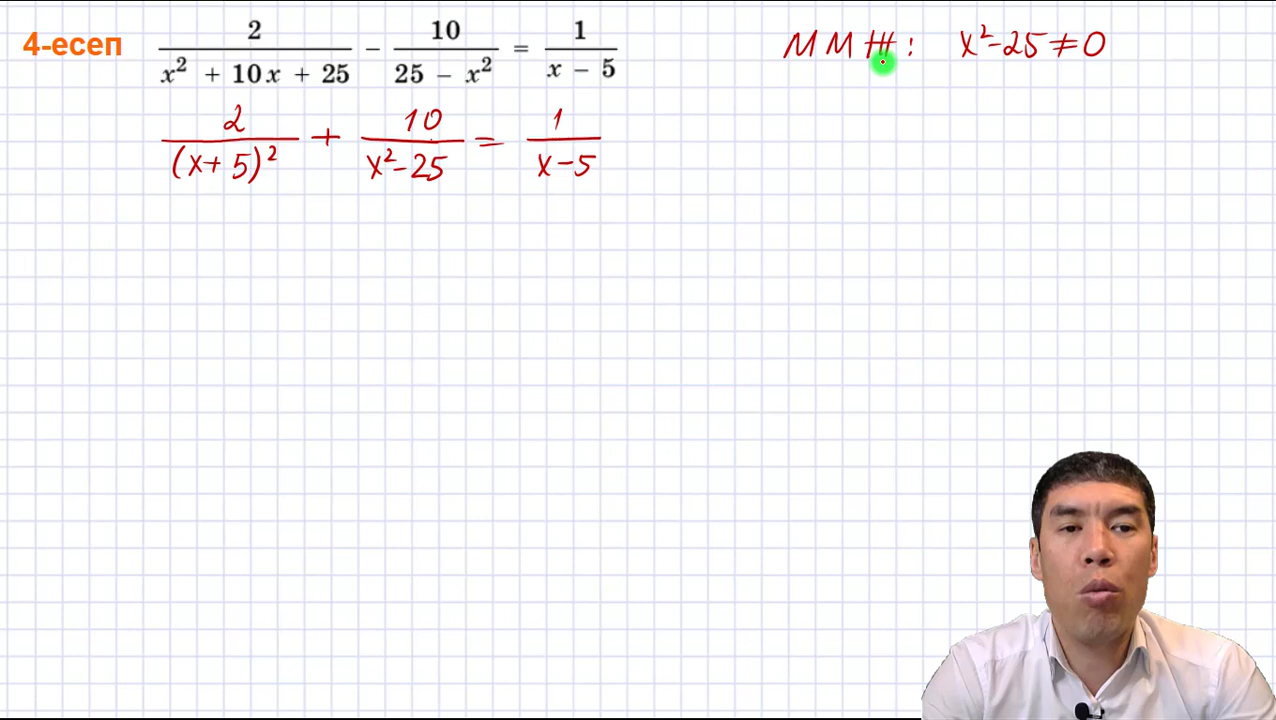 4-есеп 2/(x² + 10x + 25) − 10/(25 − x²) = 1/(x − 5)
ММН: x²-25≠0
2/(x+5)² + 10/(x²-25) = 1/(x-5)